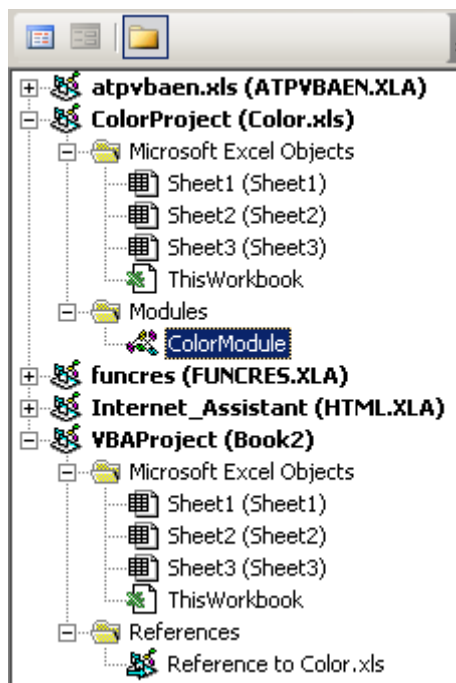 atpvbaen.xls (ATPVBAEN.XLA)
ColorProject (Color.xls)
Microsoft Excel Objects
Sheet1 (Sheet1)
Sheet2 (Sheet2)
Sheet3 (Sheet3)
ThisWorkbook
Modules
ColorModule
funcres (FUNCRES.XLA)
Internet_Assistant (HTML.XLA)
VBAProject (Book2)
Microsoft Excel Objects
Sheet1 (Sheet1)
Sheet2 (Sheet2)
Sheet3 (Sheet3)
ThisWorkbook
References
Reference to Color.xls